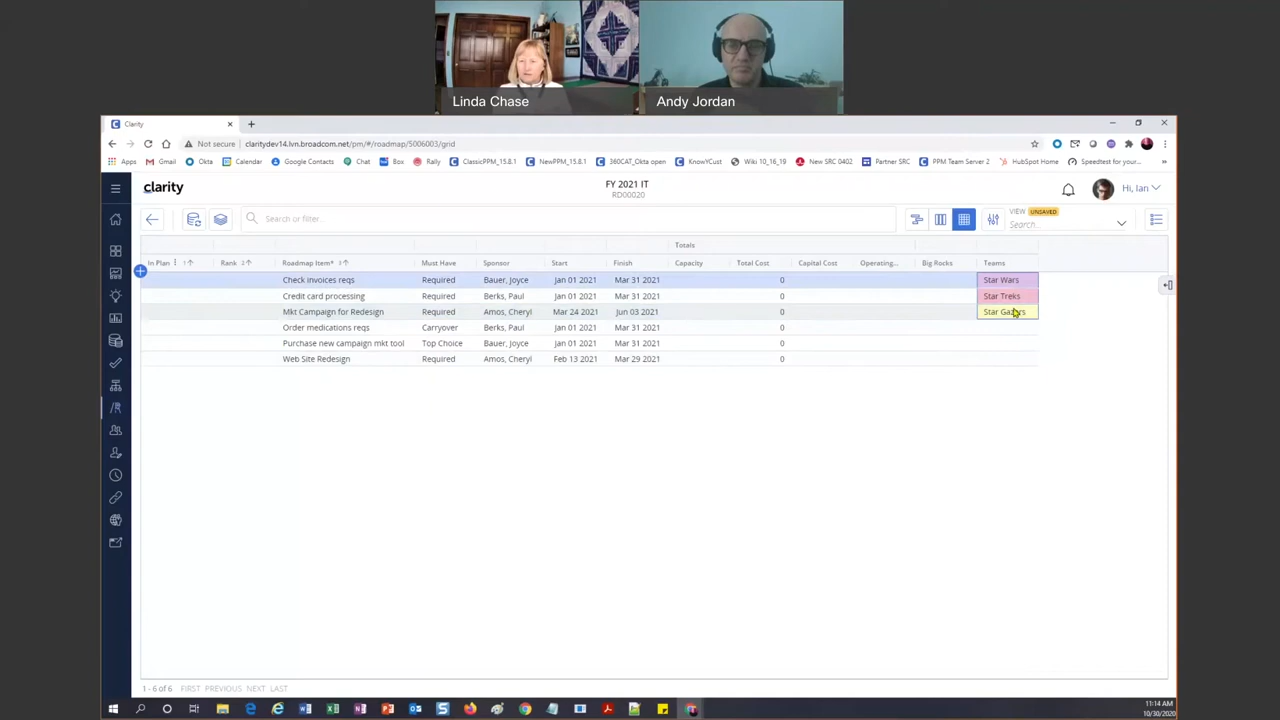 Linda Chase
Andy Jordan
Clarity
Not secure claritydev14.lvn.broadcom.net/pm/#/roadmap/5006003/grid
Apps Gmail Okta Calendar Google Contacts Chat Box Rally ClassicPPM_15.8.1 NewPPM_15.8.1 360CAT_Okta open KnowYCust Wiki 10_16_19 New SRC 0402 Partner SRC PPM Team Server 2 HubSpot Home Speedtest for your... »
clarity
FY 2021 IT
RD00020
Hi, Ian
Search or filter...
VIEW UNSAVED
Search...
Totals
In Plan 1 Rank 2 Roadmap Item* 3 Must Have Sponsor Start Finish Capacity Total Cost Capital Cost Operating... Big Rocks Teams
Check invoices reqs Required Bauer, Joyce Jan 01 2021 Mar 31 2021 0 Star Wars
Credit card processing Required Berks, Paul Jan 01 2021 Mar 31 2021 0 Star Treks
Mkt Campaign for Redesign Required Amos, Cheryl Mar 24 2021 Jun 03 2021 0 Star Gazers
Order medications reqs Carryover Berks, Paul Jan 01 2021 Mar 31 2021 0
Purchase new campaign mkt tool Top Choice Bauer, Joyce Jan 01 2021 Mar 31 2021 0
Web Site Redesign Required Amos, Cheryl Feb 13 2021 Mar 29 2021 0
1 - 6 of 6 FIRST PREVIOUS NEXT LAST
11:14 AM
10/30/2020